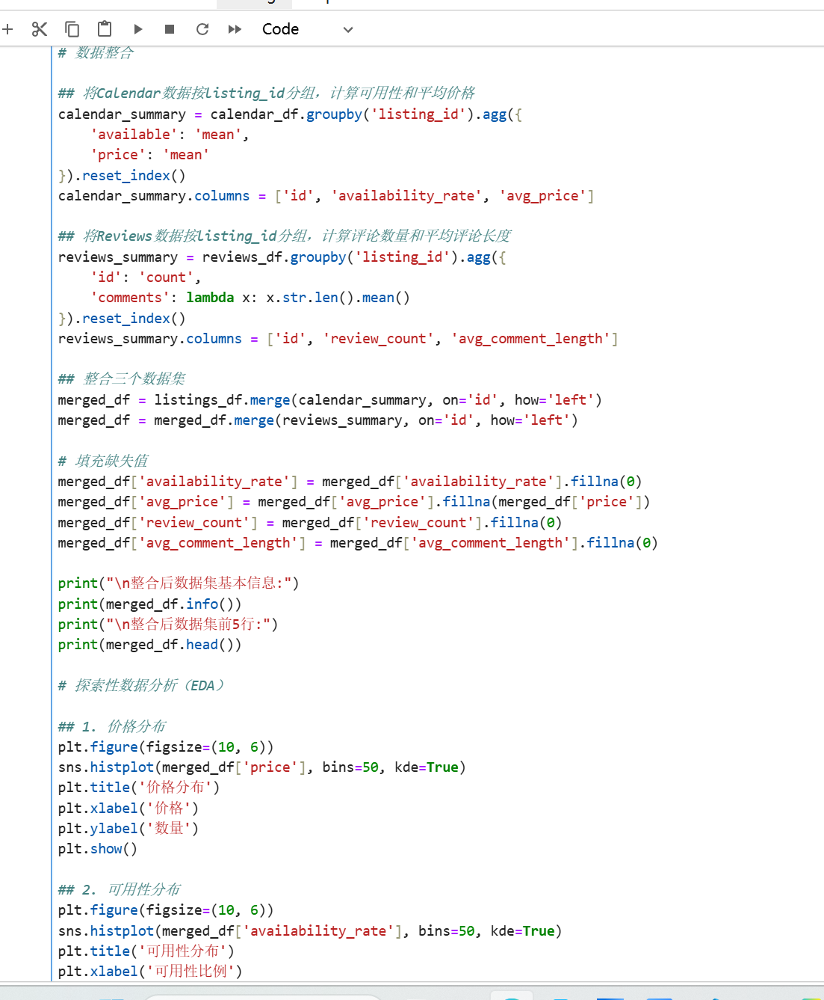 Code
# 数据整合
## 将Calendar数据按listing_id分组，计算可用性和平均价格
calendar_summary = calendar_df.groupby('listing_id').agg({
    'available': 'mean',
    'price': 'mean'
}).reset_index()
calendar_summary.columns = ['id', 'availability_rate', 'avg_price']
## 将Reviews数据按listing_id分组，计算评论数量和平均评论长度
reviews_summary = reviews_df.groupby('listing_id').agg({
    'id': 'count',
    'comments': lambda x: x.str.len().mean()
}).reset_index()
reviews_summary.columns = ['id', 'review_count', 'avg_comment_length']
## 整合三个数据集
merged_df = listings_df.merge(calendar_summary, on='id', how='left')
merged_df = merged_df.merge(reviews_summary, on='id', how='left')
# 填充缺失值
merged_df['availability_rate'] = merged_df['availability_rate'].fillna(0)
merged_df['avg_price'] = merged_df['avg_price'].fillna(merged_df['price'])
merged_df['review_count'] = merged_df['review_count'].fillna(0)
merged_df['avg_comment_length'] = merged_df['avg_comment_length'].fillna(0)
print("\n整合后数据集基本信息:")
print(merged_df.info())
print("\n整合后数据集前5行:")
print(merged_df.head())
# 探索性数据分析（EDA）
## 1. 价格分布
plt.figure(figsize=(10, 6))
sns.histplot(merged_df['price'], bins=50, kde=True)
plt.title('价格分布')
plt.xlabel('价格')
plt.ylabel('数量')
plt.show()
## 2. 可用性分布
plt.figure(figsize=(10, 6))
sns.histplot(merged_df['availability_rate'], bins=50, kde=True)
plt.title('可用性分布')
plt.xlabel('可用性比例')